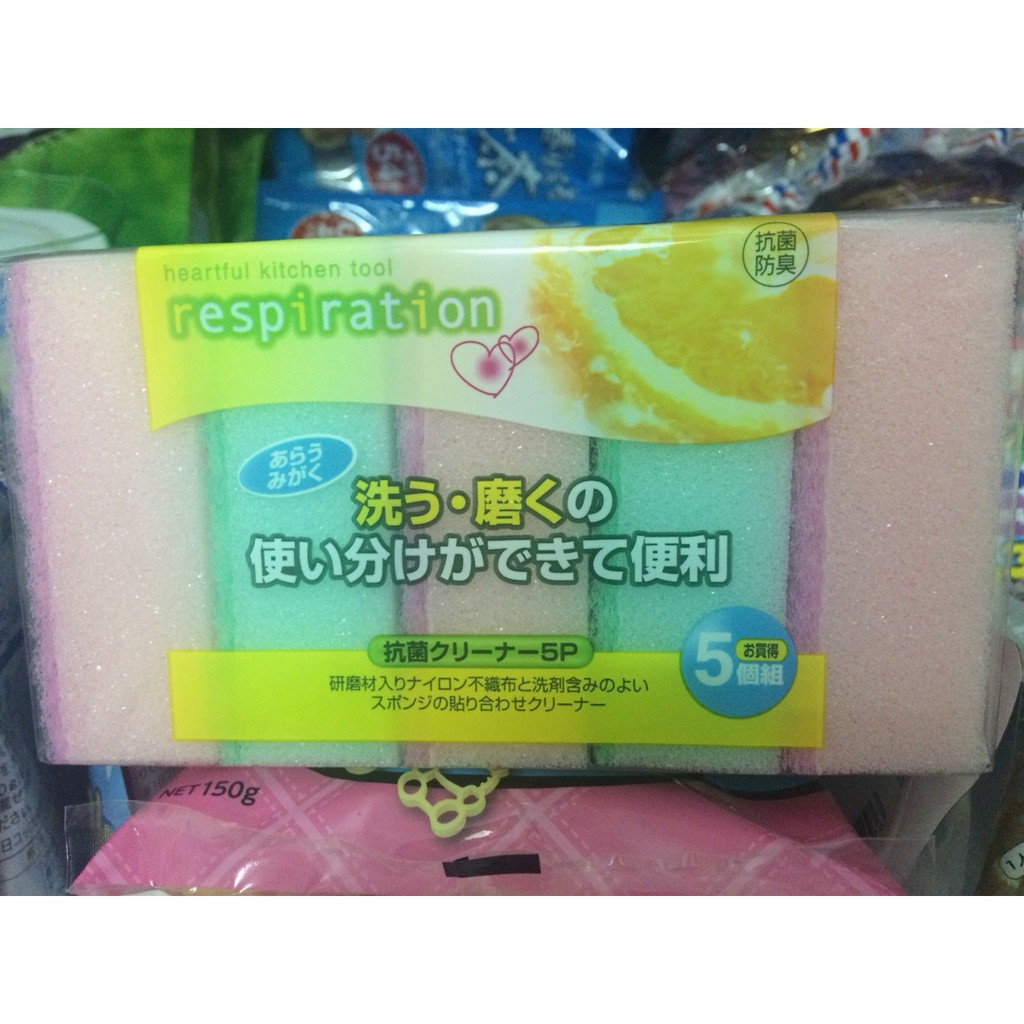 heartful kitchen tool
respiration
抗菌
防臭
あらう
みがく
洗う・磨くの
使い分けができて便利
抗菌クリーナー5P
研磨材入りナイロン不織布と洗剤含みのよい
スポンジの貼り合わせクリーナー
お買得
5個組
NET 150g